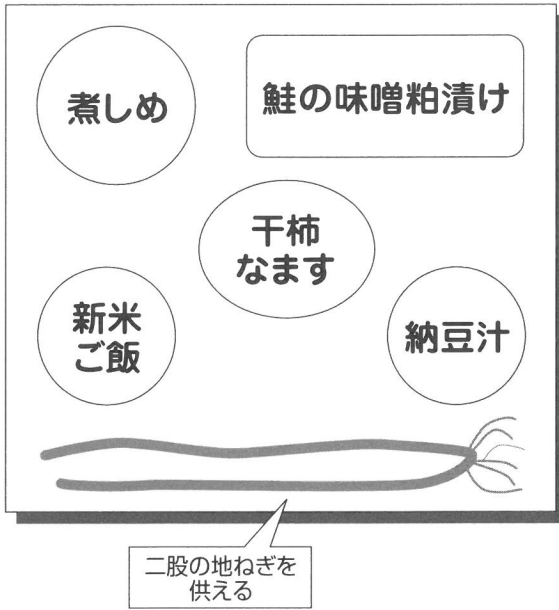 煮しめ
鮭の味噌粕漬け
干柿
なます
新米
ご飯
納豆汁
二股の地ねぎを
供える